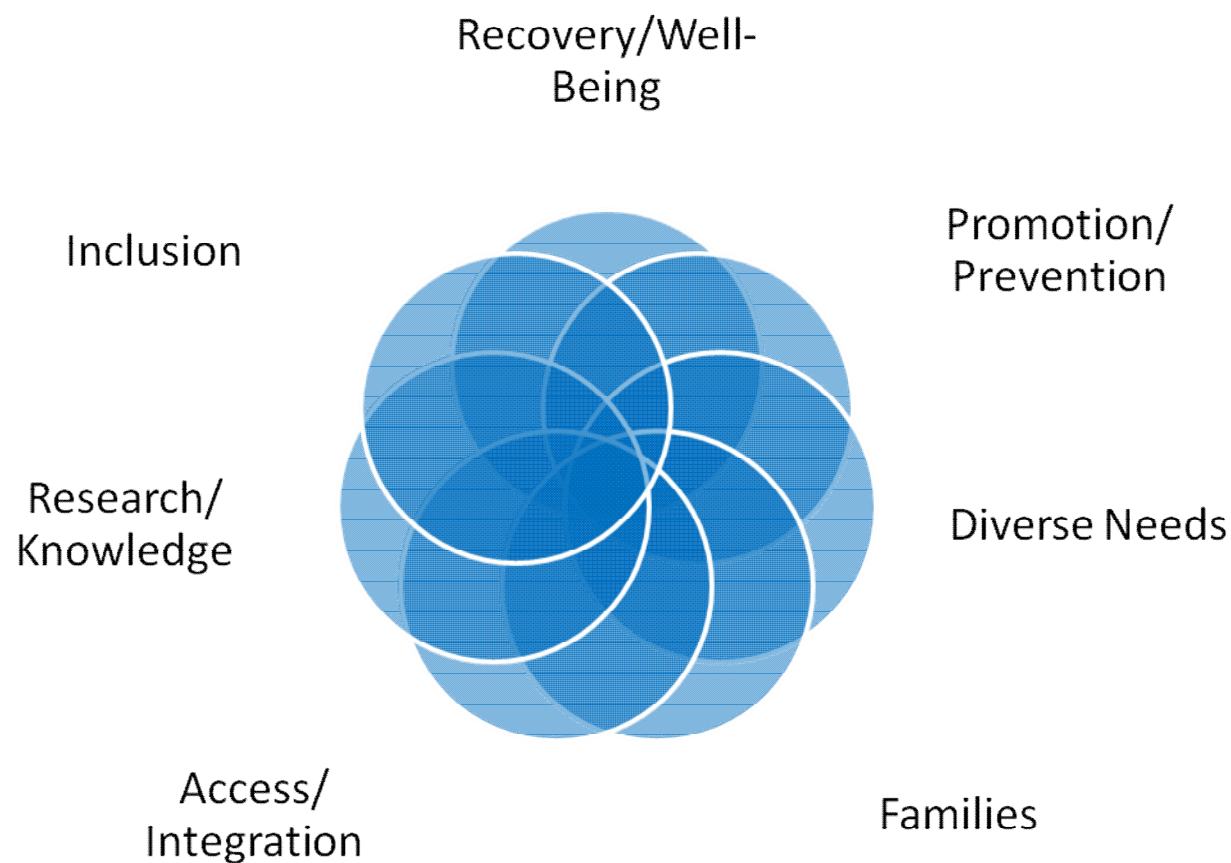 Recovery/Well-
Being
Promotion/
Prevention
Inclusion
Diverse Needs
Research/
Knowledge
Families
Access/
Integration